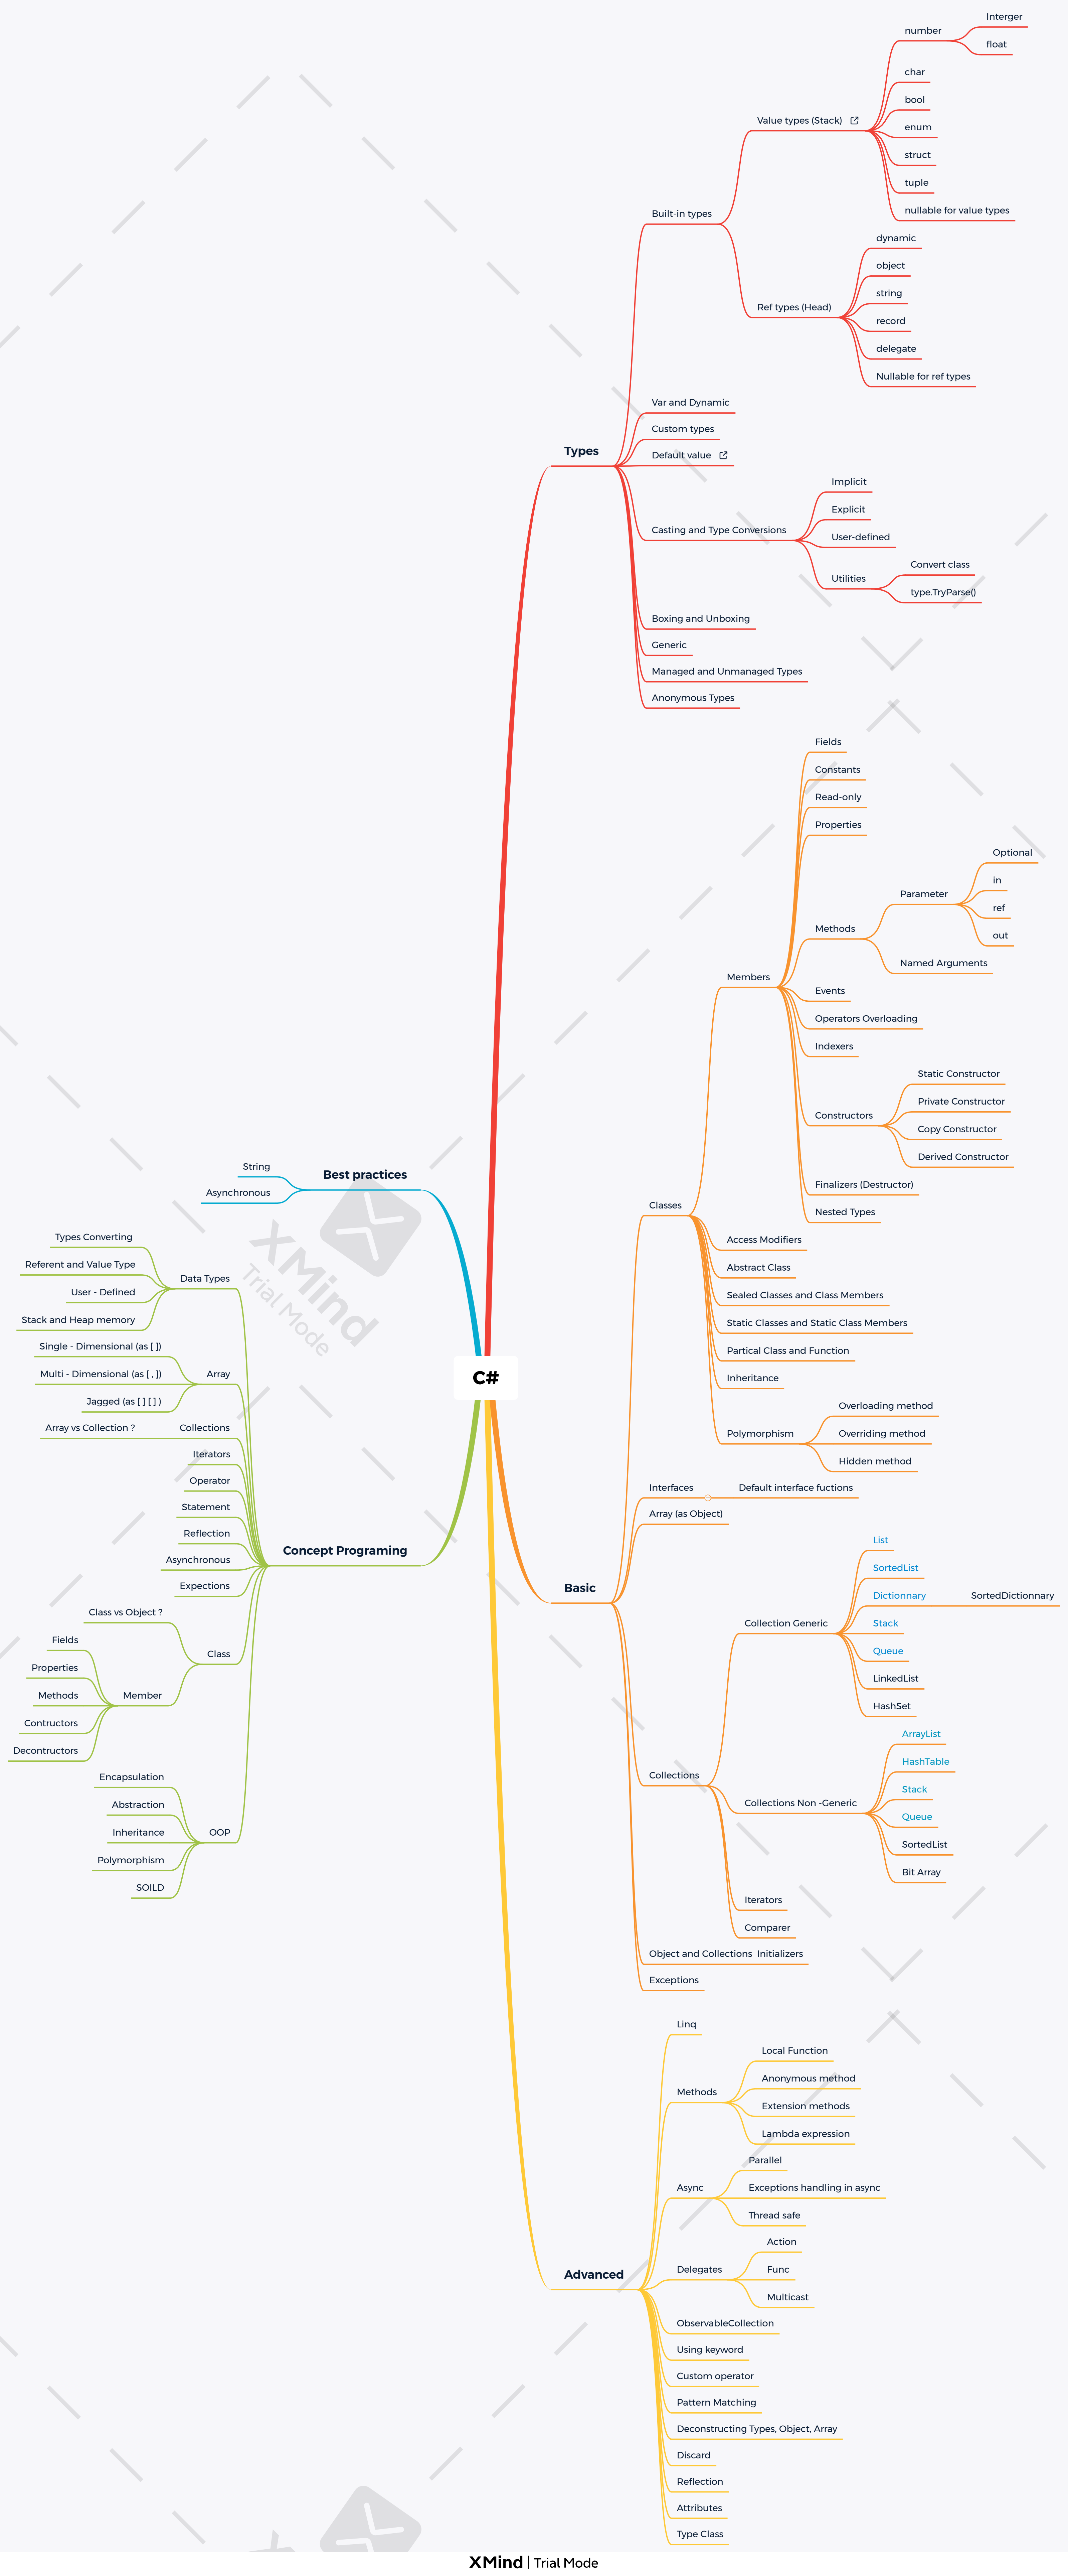 C#
Types
Built-in types
Value types (Stack)
number
Interger
float
char
bool
enum
struct
tuple
nullable for value types
Ref types (Head)
dynamic
object
string
record
delegate
Nullable for ref types
Var and Dynamic
Custom types
Default value
Casting and Type Conversions
Implicit
Explicit
User-defined
Utilities
Convert class
type.TryParse()
Boxing and Unboxing
Generic
Managed and Unmanaged Types
Anonymous Types
Basic
Classes
Members
Fields
Constants
Read-only
Properties
Methods
Parameter
Optional
in
ref
out
Named Arguments
Events
Operators Overloading
Indexers
Constructors
Static Constructor
Private Constructor
Copy Constructor
Derived Constructor
Finalizers (Destructor)
Nested Types
Access Modifiers
Abstract Class
Sealed Classes and Class Members
Static Classes and Static Class Members
Partical Class and Function
Inheritance
Polymorphism
Overloading method
Overriding method
Hidden method
Interfaces
Default interface fuctions
Array (as Object)
Collections
Collection Generic
List
SortedList
Dictionnary
SortedDictionnary
Stack
Queue
LinkedList
HashSet
Collections Non -Generic
ArrayList
HashTable
Stack
Queue
SortedList
Bit Array
Iterators
Comparer
Object and Collections  Initializers
Exceptions
Advanced
Linq
Methods
Local Function
Anonymous method
Extension methods
Lambda expression
Async
Parallel
Exceptions handling in async
Thread safe
Delegates
Action
Func
Multicast
ObservableCollection
Using keyword
Custom operator
Pattern Matching
Deconstructing Types, Object, Array
Discard
Reflection
Attributes
Type Class
Best practices
String
Asynchronous
Concept Programing
Data Types
Types Converting
Referent and Value Type
User - Defined
Stack and Heap memory
Array
Single - Dimensional (as [ ])
Multi - Dimensional (as [ , ])
Jagged (as [ ] [ ] )
Collections
Array vs Collection ?
Iterators
Operator
Statement
Reflection
Asynchronous
Expections
Class
Class vs Object ?
Member
Fields
Properties
Methods
Contructors
Decontructors
OOP
Encapsulation
Abstraction
Inheritance
Polymorphism
SOILD
XMind
Trial Mode
XMind | Trial Mode